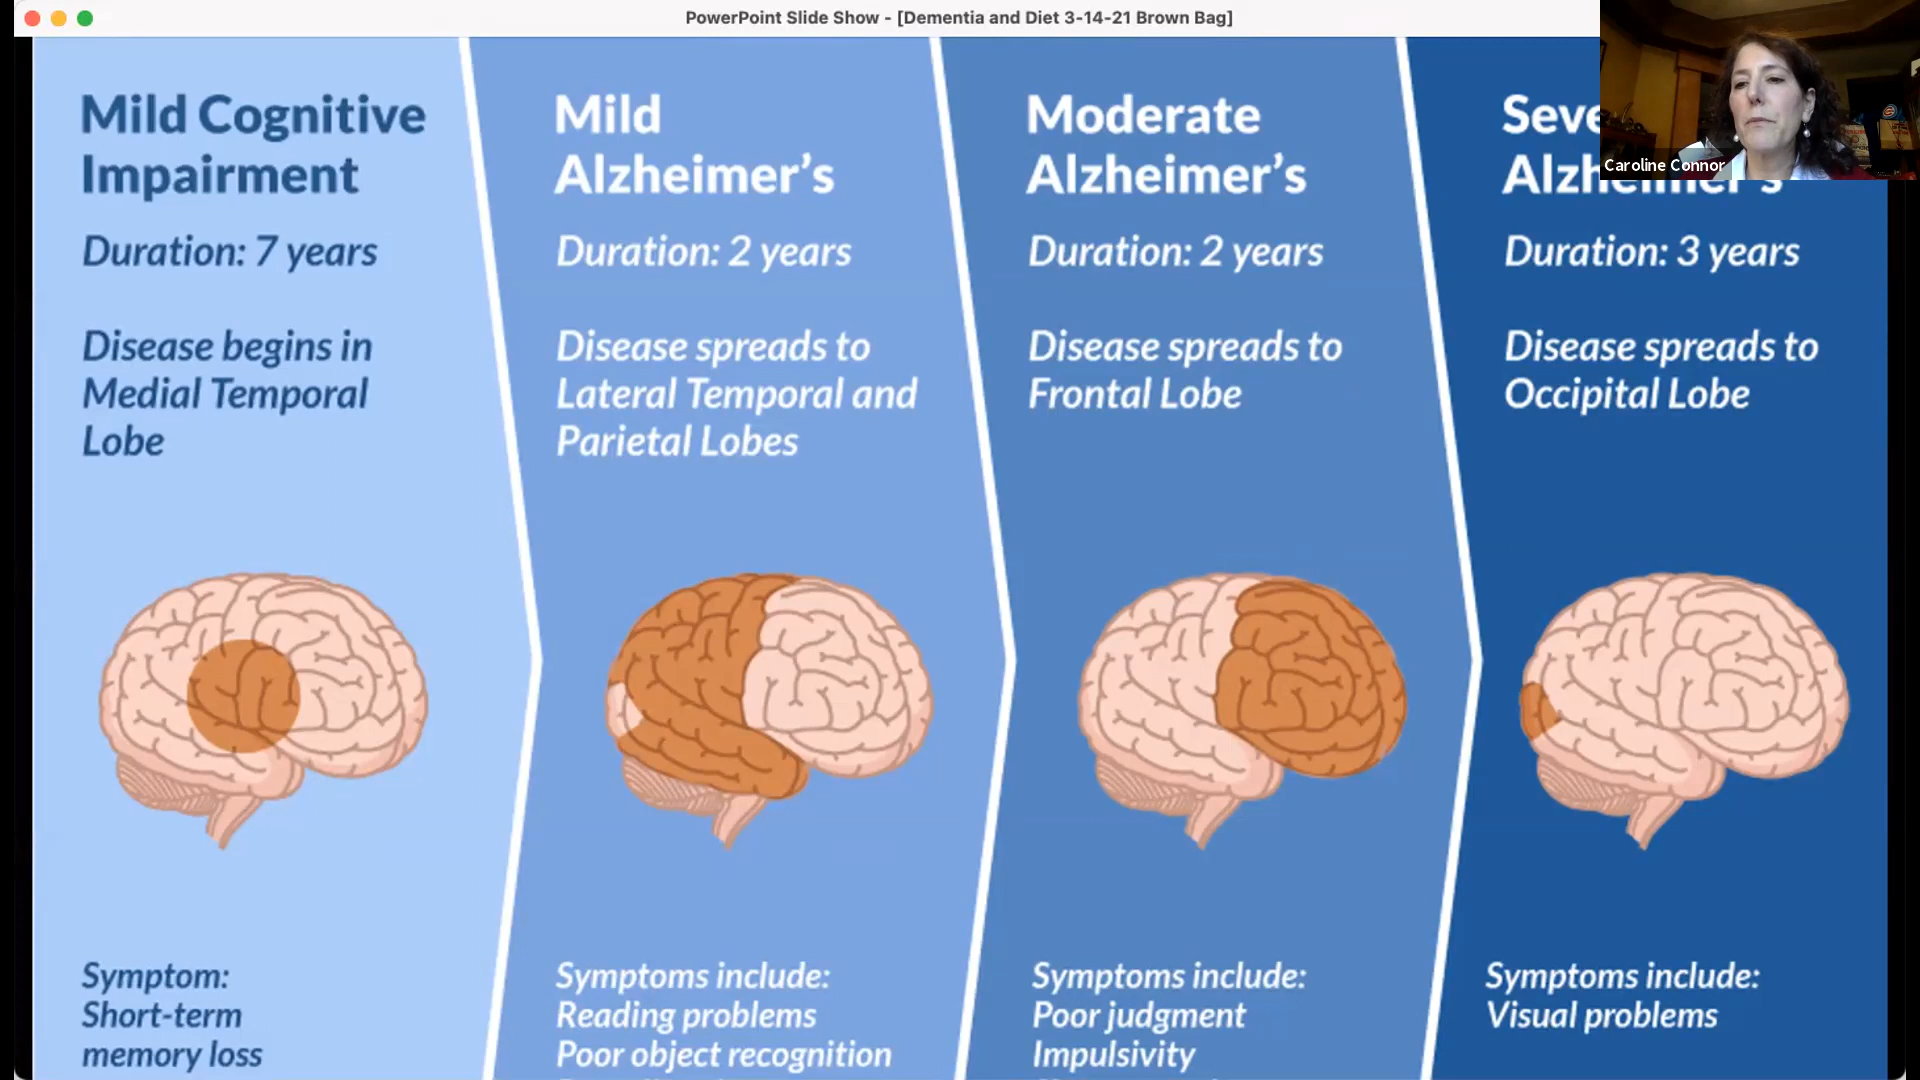 PowerPoint Slide Show - [Dementia and Diet 3-14-21 Brown Bag]
Caroline Connor
Mild Cognitive
Impairment
Duration: 7 years
Disease begins in
Medial Temporal
Lobe
Symptom:
Short-term
memory loss
Mild
Alzheimer's
Duration: 2 years
Disease spreads to
Lateral Temporal and
Parietal Lobes
Symptoms include:
Reading problems
Poor object recognition
Moderate
Alzheimer's
Duration: 2 years
Disease spreads to
Frontal Lobe
Symptoms include:
Poor judgment
Impulsivity
Alzheimer's
Duration: 3 years
Disease spreads to
Occipital Lobe
Symptoms include:
Visual problems